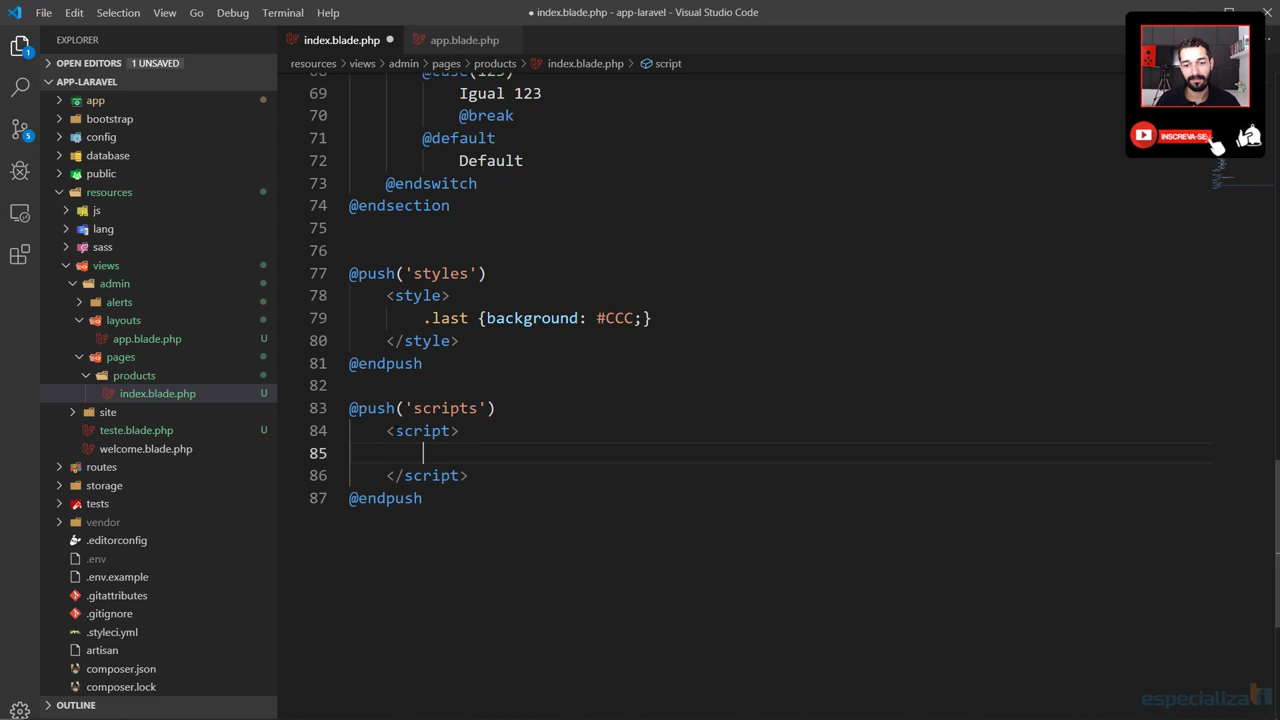 File Edit Selection View Go Debug Terminal Help
● index.blade.php - app-laravel - Visual Studio Code
EXPLORER
index.blade.php ●
app.blade.php
OPEN EDITORS 1 UNSAVED
resources > views > admin > pages > products > index.blade.php > script
APP-LARAVEL
app
bootstrap
config
database
public
resources
js
lang
sass
views
admin
alerts
layouts
app.blade.php U
pages
products
index.blade.php U
site
teste.blade.php U
welcome.blade.php
routes
storage
tests
vendor
.editorconfig
.env
.env.example
.gitattributes
.gitignore
.styleci.yml
artisan
composer.json
composer.lock
OUTLINE
1
5
68 @case(123)
69 Igual 123
70 @break
71 @default
72 Default
73 @endswitch
74 @endsection
75
76
77 @push('styles')
78 <style>
79 .last {background: #CCC;}
80 </style>
81 @endpush
82
83 @push('scripts')
84 <script>
85
86 </script>
87 @endpush
INSCREVA-SE
especializati